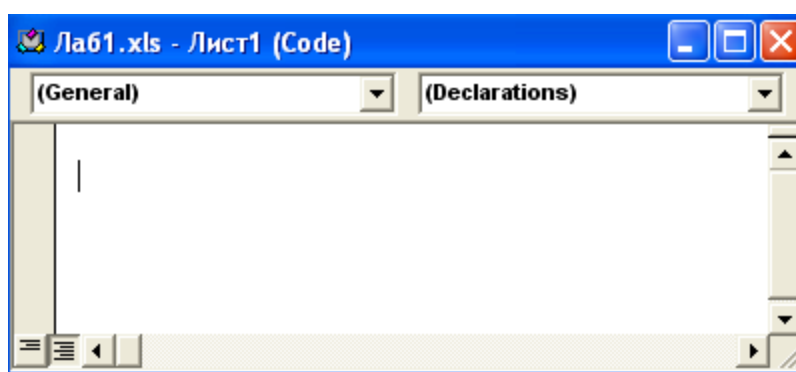 Лаб1.xls - Лист1 (Code)
(General) (Declarations)